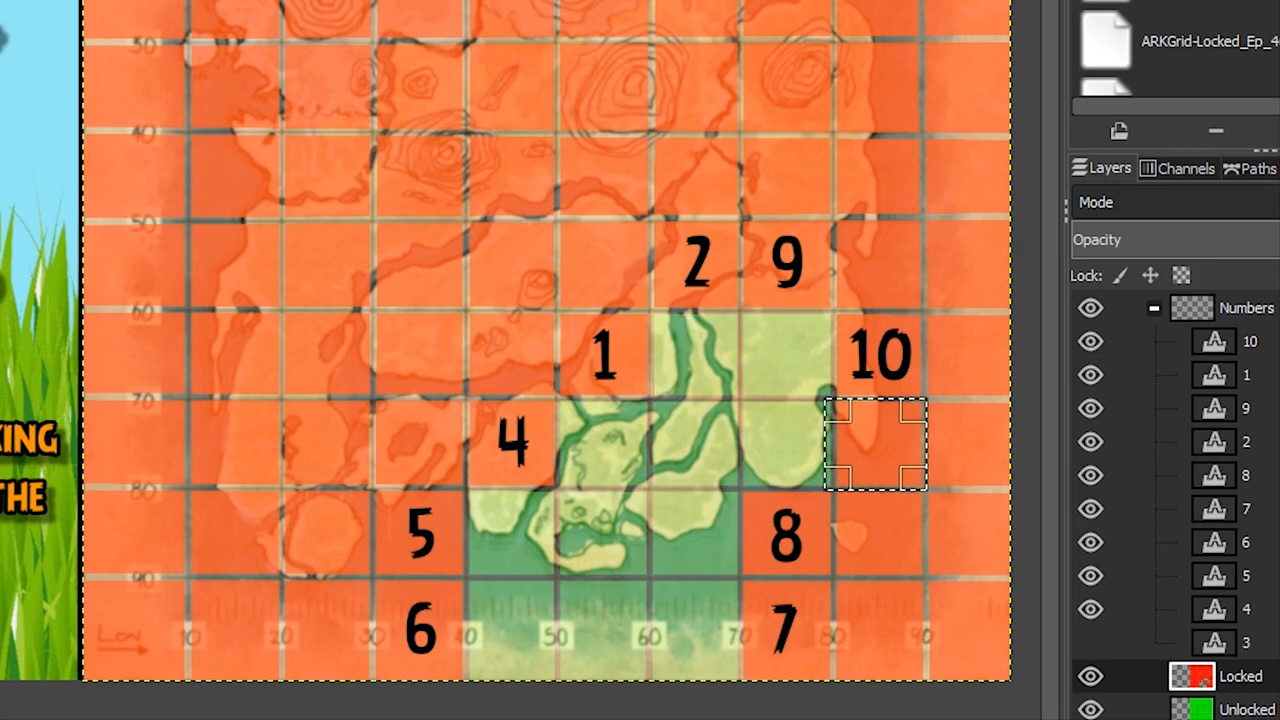 ARKGrid-Locked_Ep_4
30
40
Layers
Channels
Paths
Mode
50
2
9
Opacity
Lock:
60
Numbers
1
10
10
70
1
KING
4
9
2
THE
80
8
5
8
7
6
90
5
6
7
4
LON
10
20
30
40
50
60
70
80
90
3
Locked
Unlocked